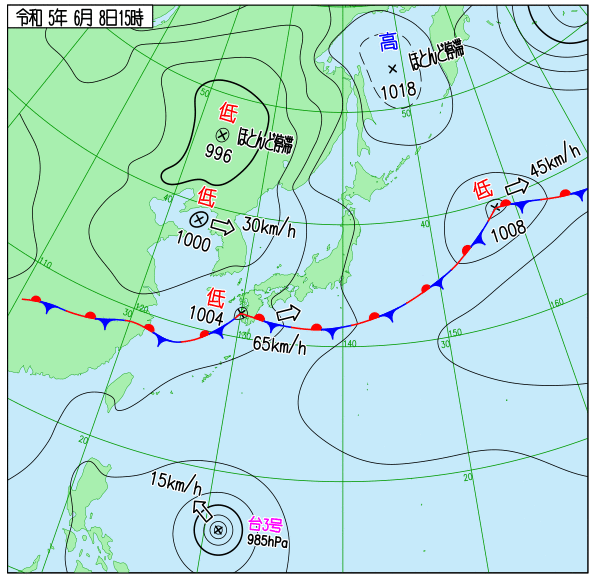 令和 5年 6月 8日15時
高
ほとんど停滞
1018
50
50
低
ほとんど停滞
996
45km/h
低
40
低
30km/h
40
1000
1008
110
低
160
1004
120
30
130
65km/h
140
150
30
20
20
15km/h
台3号
985hPa